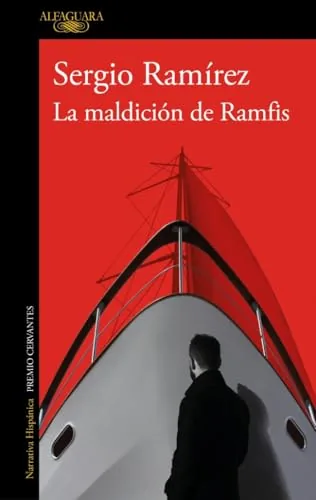 ALFAGUARA
Sergio Ramírez
La maldición de Ramfis
Narrativa Hispánica PREMIO CERVANTES